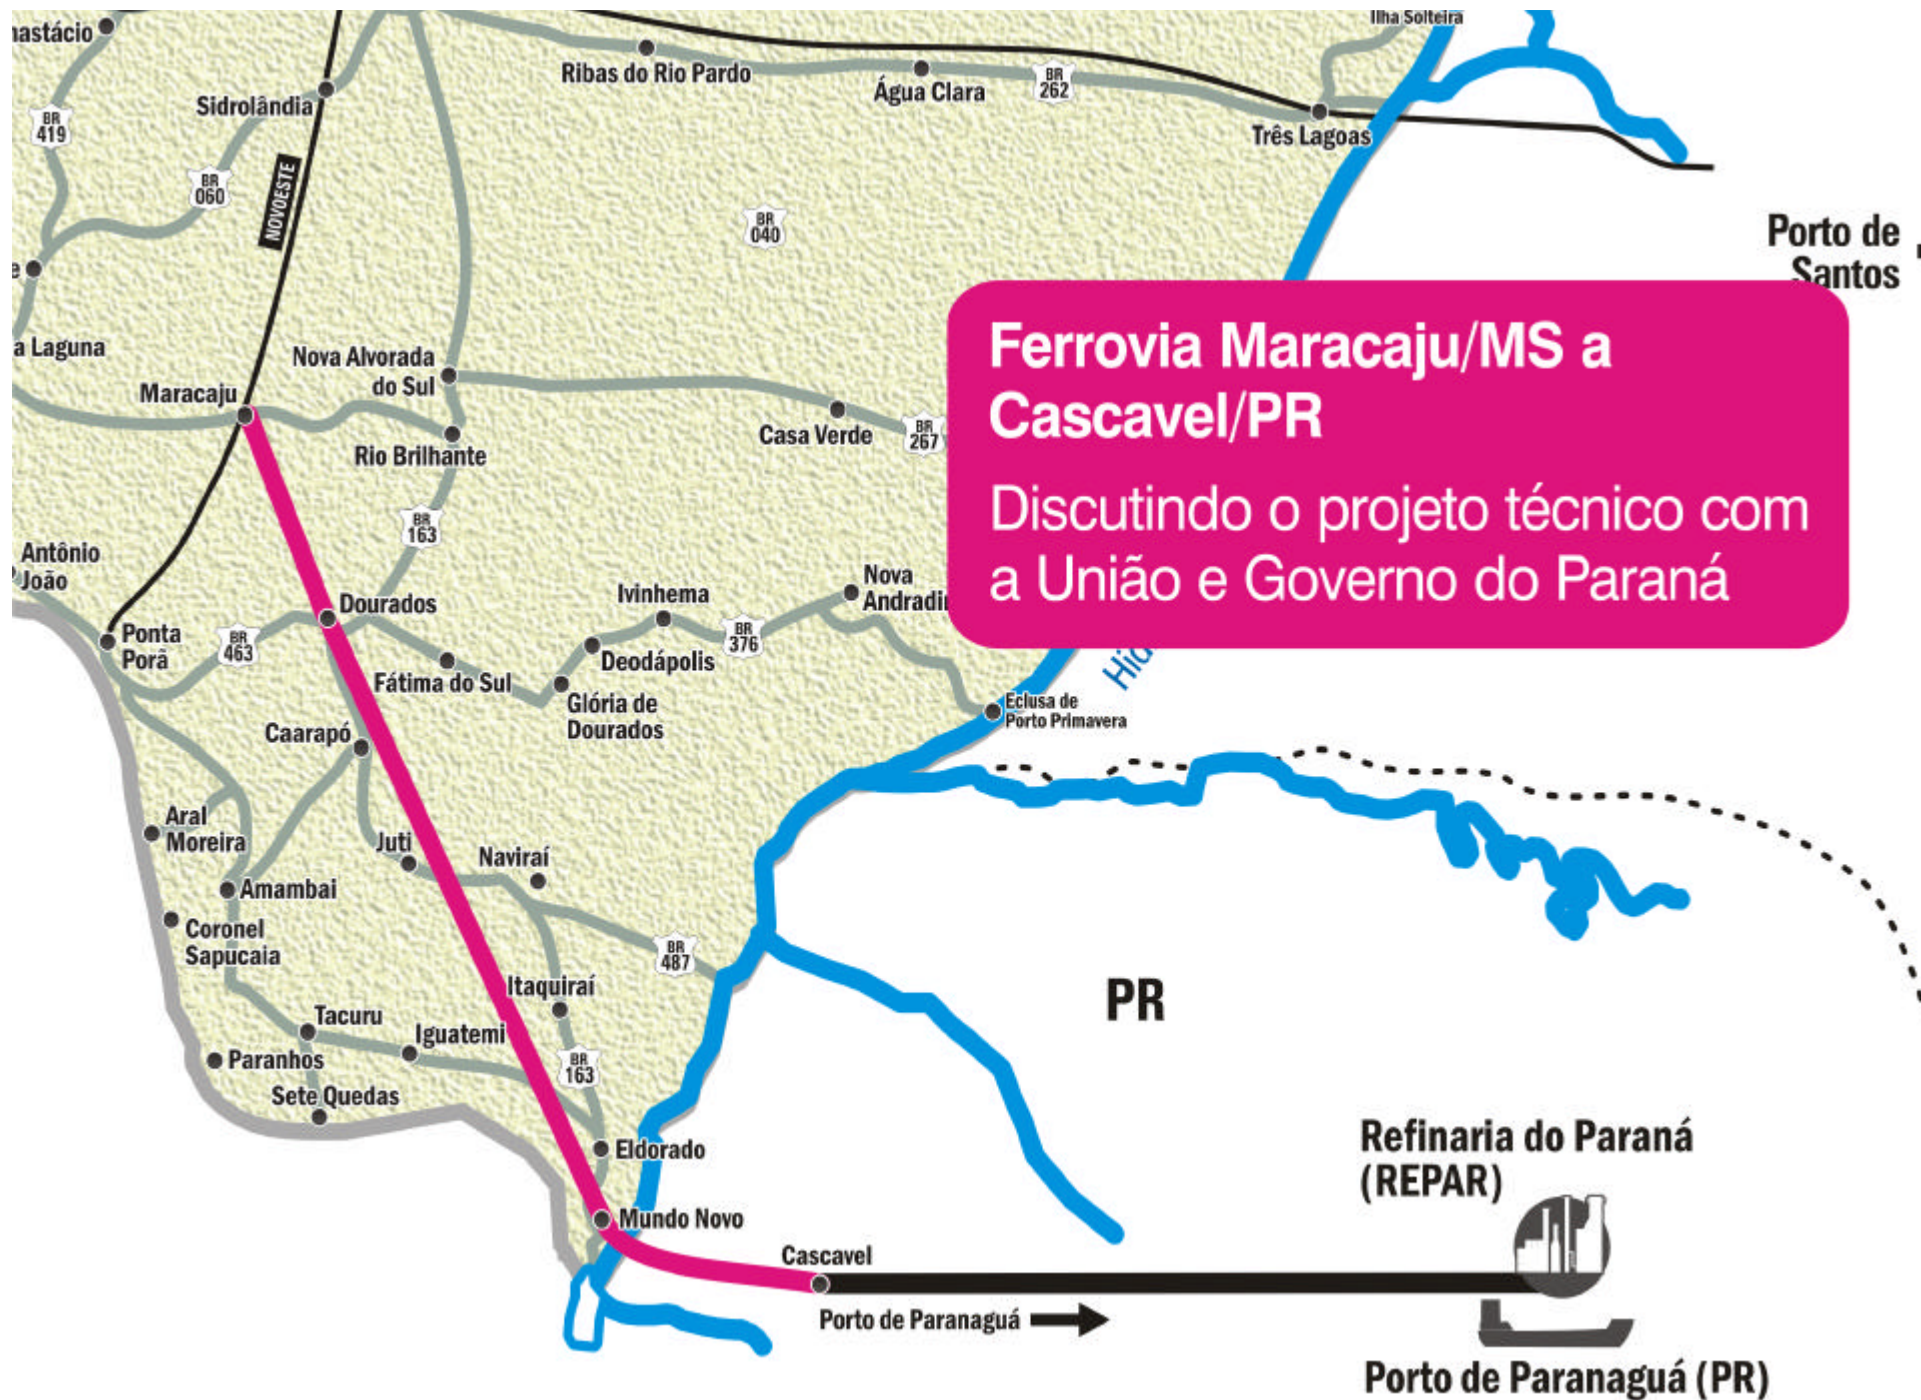 Ilha Solteira
Ribas do Rio Pardo
Água Clara
BR
262
Sidrolândia
BR
419
Três Lagoas
BR
060
NOVOESTE
BR
040
Porto de
Santos
a Laguna
Nova Alvorada
do Sul
Maracaju
Casa Verde
BR
267
Rio Brilhante
Ferrovia Maracaju/MS a
Cascavel/PR
Discutindo o projeto técnico com
a União e Governo do Paraná
BR
163
Antônio
João
Dourados
Ivinhema
Nova
Ponta
Porã
BR
463
BR
376
Deodápolis
Fátima do Sul
Glória de
Dourados
Eclusa de
Porto Primavera
Caarapó
Aral
Moreira
Juti
Naviraí
Amambai
Coronel
Sapucaia
BR
487
Itaquiraí
PR
Tacuru
Iguatemi
Paranhos
BR
163
Sete Quedas
Eldorado
Refinaria do Paraná
(REPAR)
Mundo Novo
Cascavel
Porto de Paranaguá
Porto de Paranaguá (PR)